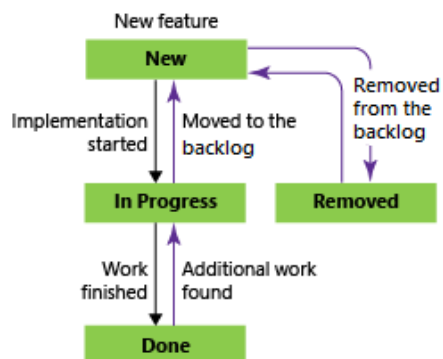 New feature
New
Implementation
started
Moved to the
backlog
Removed
from the
backlog
In Progress
Removed
Work
finished
Additional work
found
Done